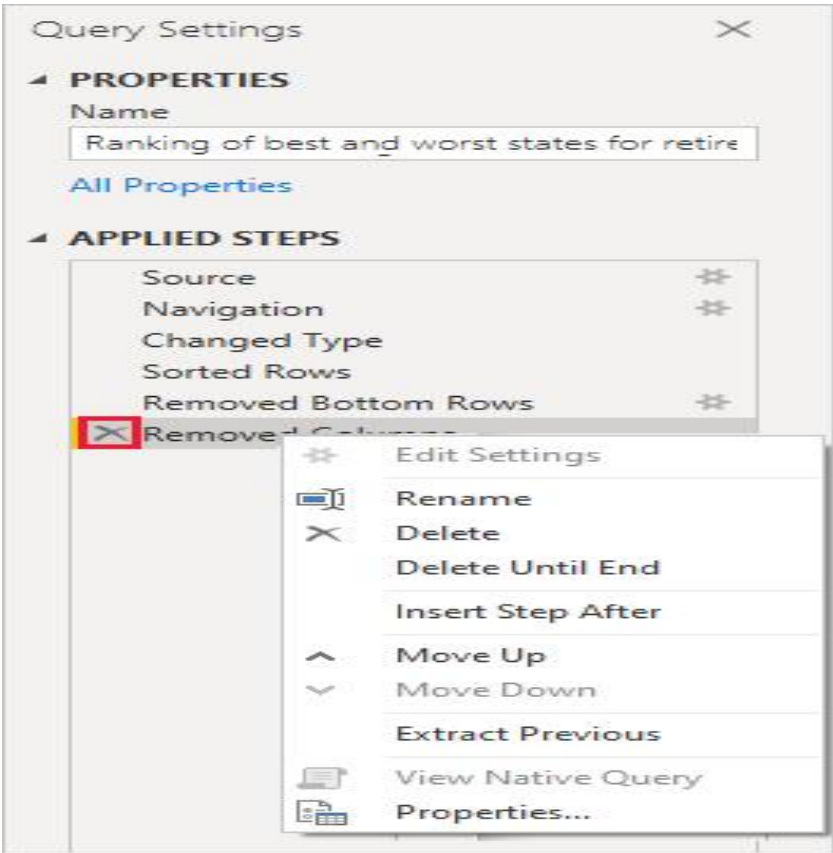 Query Settings
PROPERTIES
Name
Ranking of best and worst states for retire
All Properties
APPLIED STEPS
Source
Navigation
Changed Type
Sorted Rows
Removed Bottom Rows
Removed Columns
Edit Settings
Rename
Delete
Delete Until End
Insert Step After
Move Up
Move Down
Extract Previous
View Native Query
Properties...